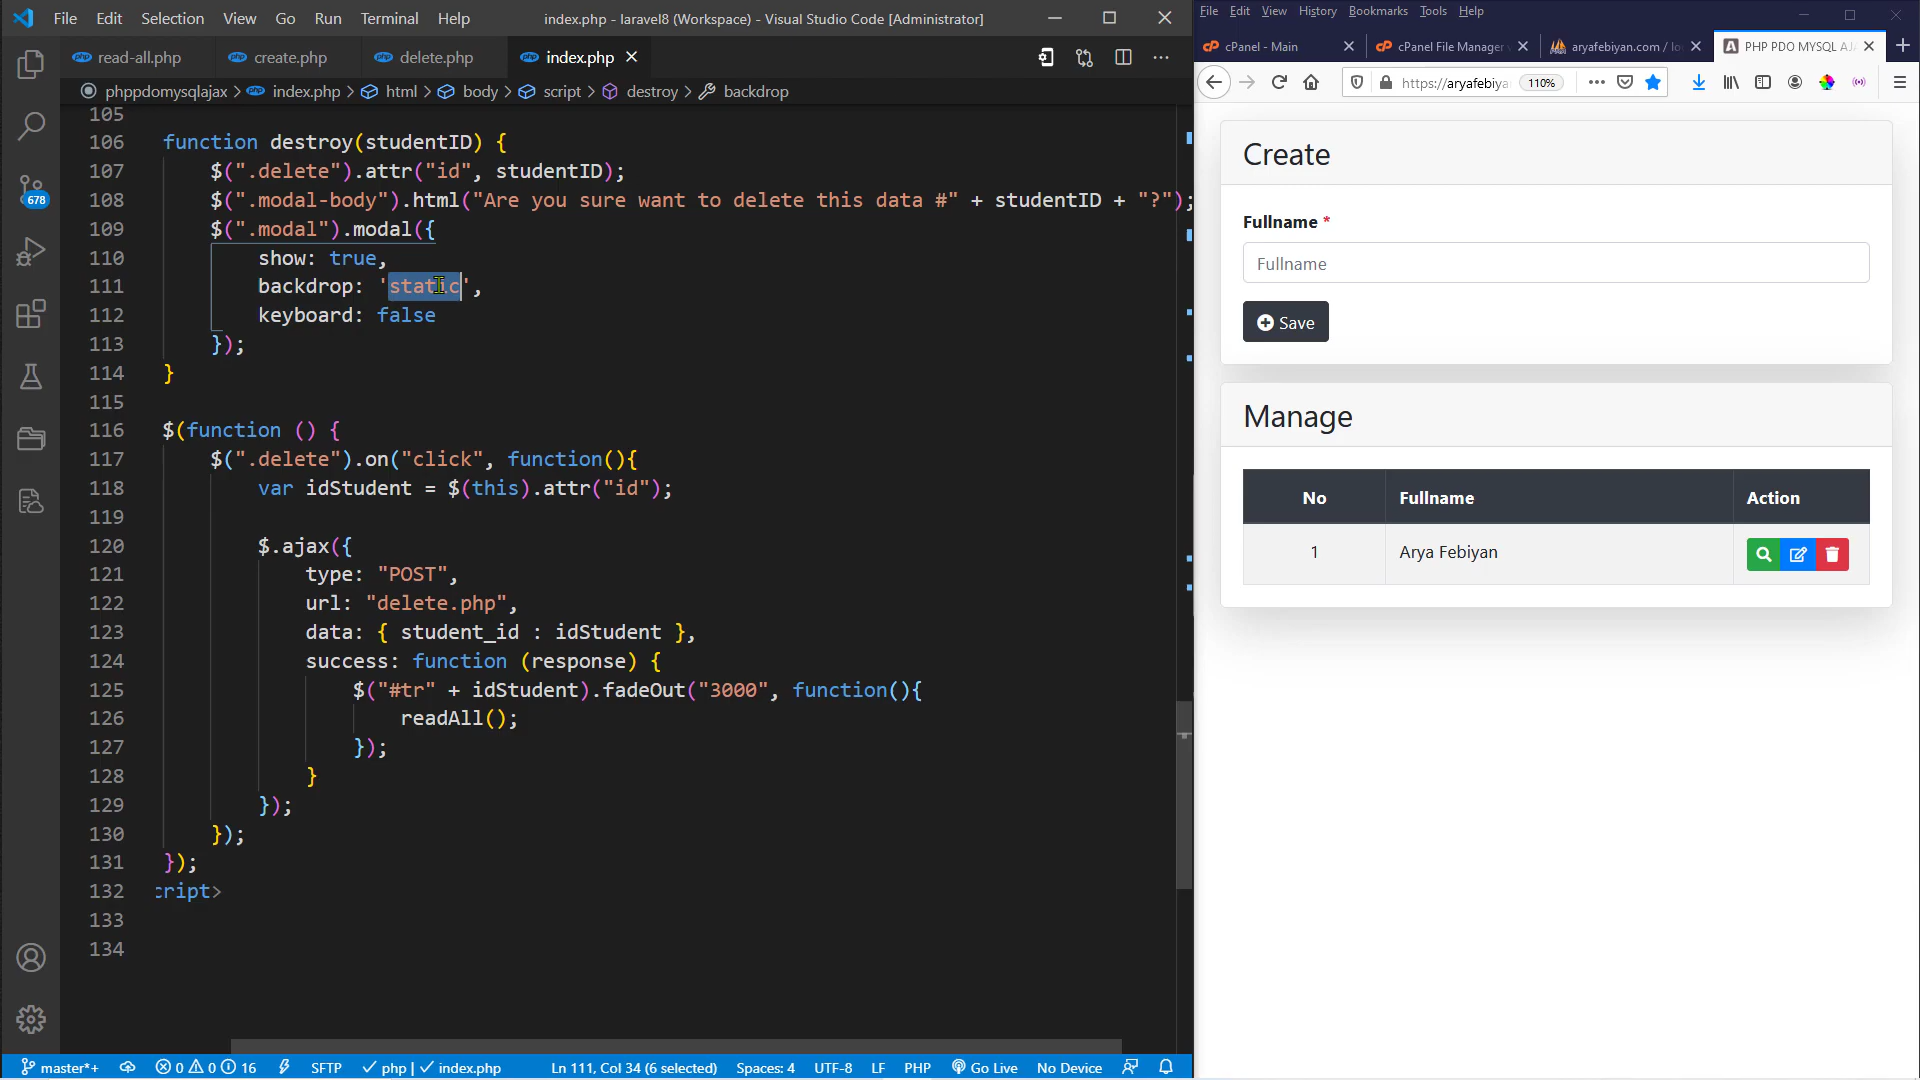 File Edit Selection View Go Run Terminal Help index.php - laravel8 (Workspace) - Visual Studio Code [Administrator]
read-all.php create.php delete.php index.php
phppdomysqlajax > index.php > html > body > script > destroy > backdrop
105
106 function destroy(studentID) {
107 $(".delete").attr("id", studentID);
108 $(".modal-body").html("Are you sure want to delete this data #" + studentID + "?");
109 $(".modal").modal({
110 show: true,
111 backdrop: 'static',
112 keyboard: false
113 });
114 }
115
116 $(function () {
117 $(".delete").on("click", function(){
118 var idStudent = $(this).attr("id");
119
120 $.ajax({
121 type: "POST",
122 url: "delete.php",
123 data: { student_id : idStudent },
124 success: function (response) {
125 $("#tr" + idStudent).fadeOut("3000", function(){
126 readAll();
127 });
128 }
129 });
130 });
131 });
132 cript>
133
134
678
master*+ 0 0 16 SFTP php | index.php Ln 111, Col 34 (6 selected) Spaces: 4 UTF-8 LF PHP Go Live No Device
File Edit View History Bookmarks Tools Help
cPanel - Main cPanel File Manager aryafebiyan.com / lo PHP PDO MYSQL AJA
https://aryafebiya 110%
Create
Fullname *
Fullname
Save
Manage
No Fullname Action
1 Arya Febiyan